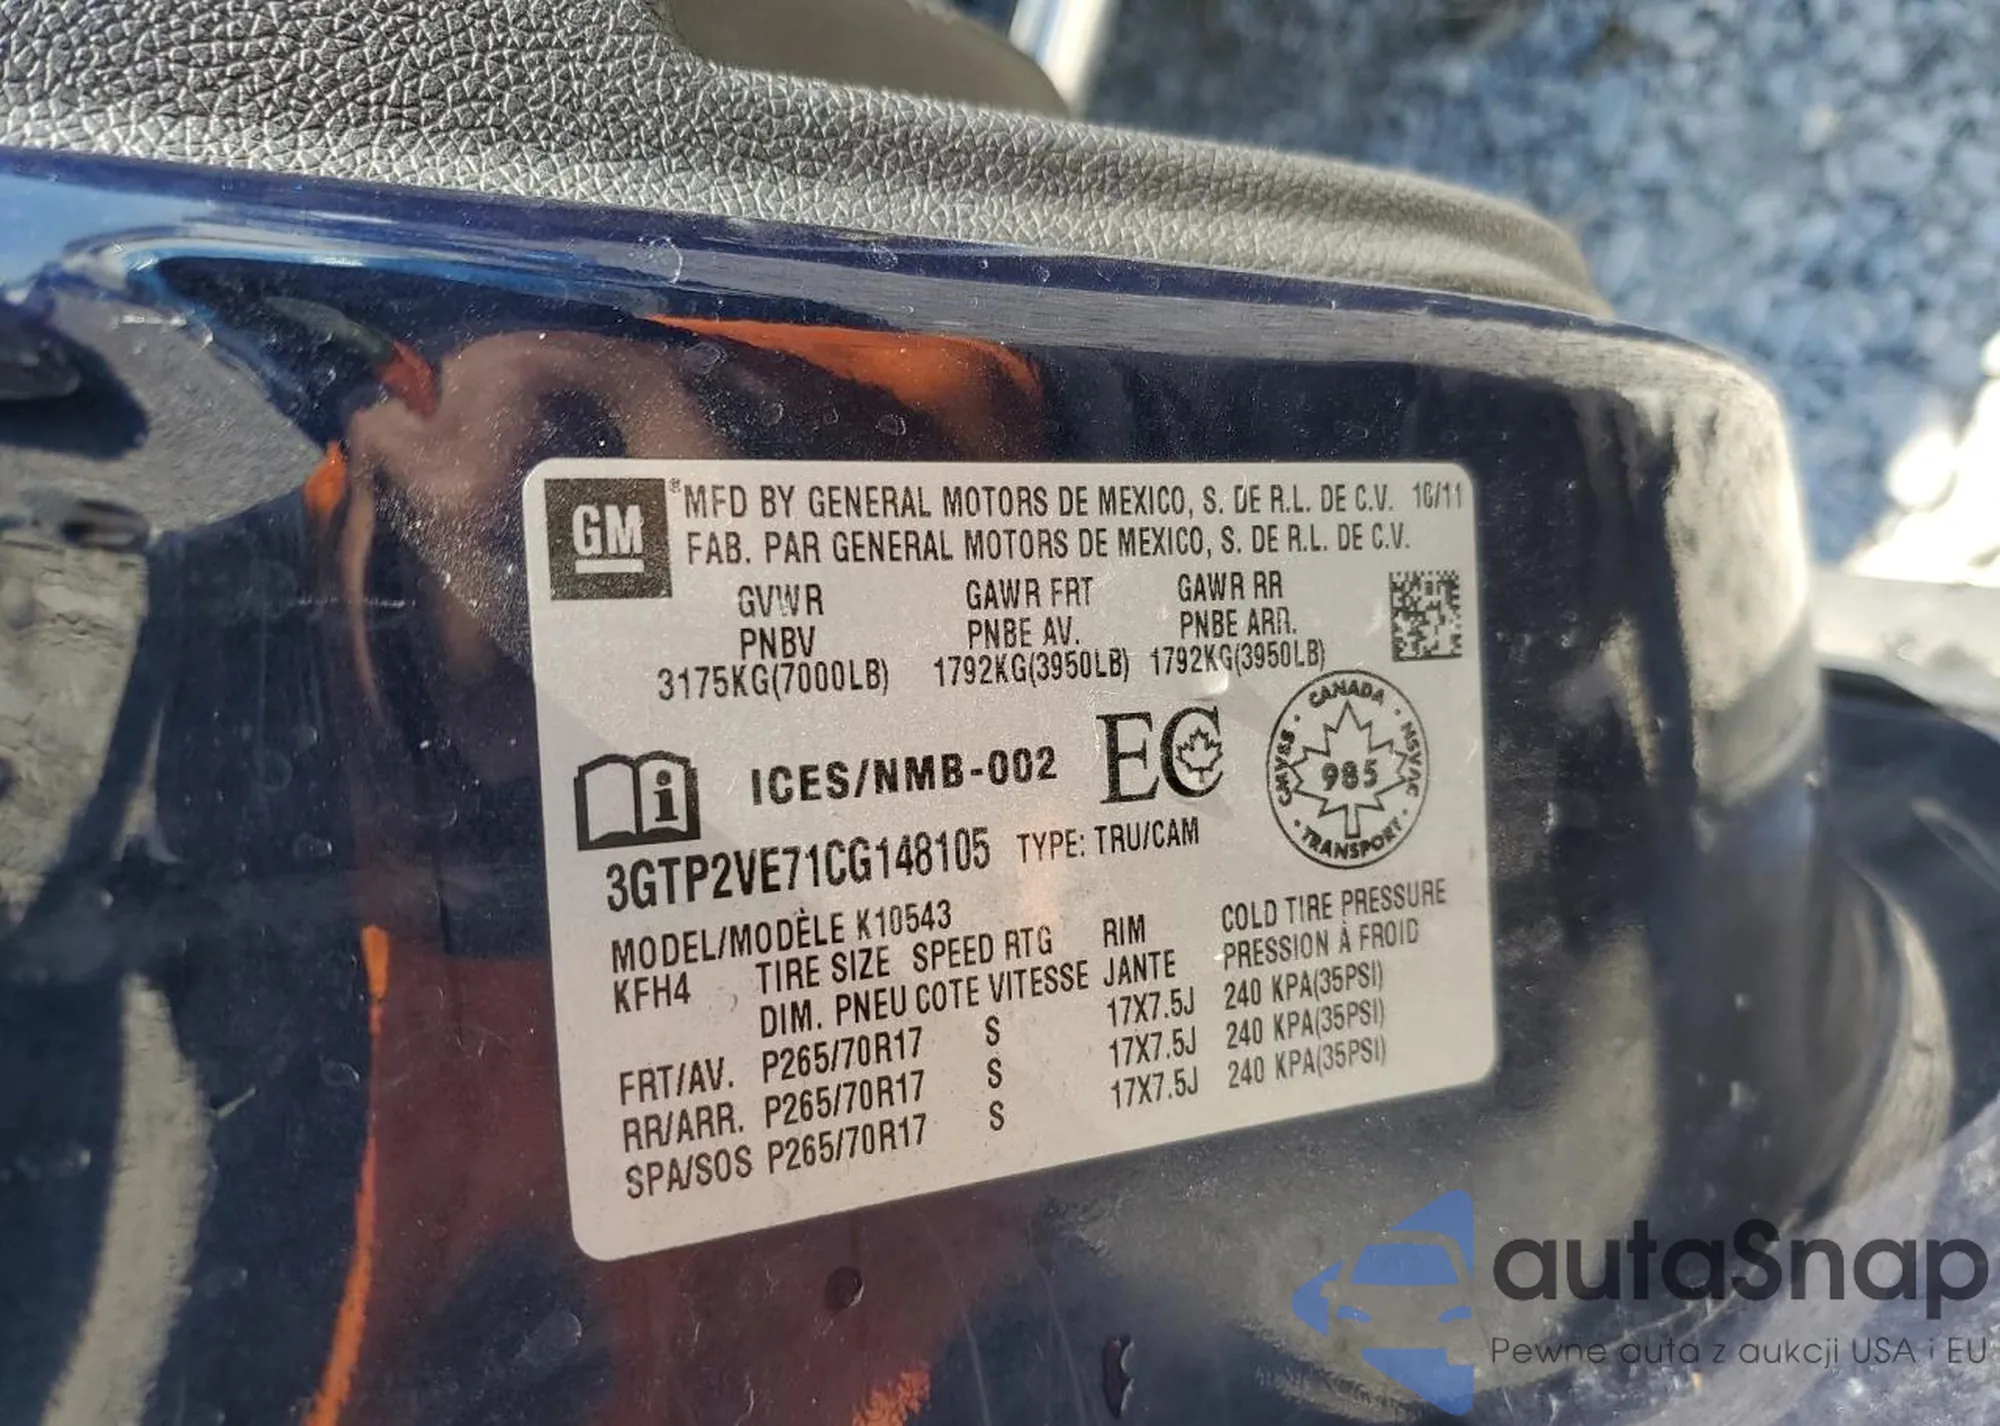 GM
®MFD BY GENERAL MOTORS DE MEXICO, S. DE R.L. DE C.V. 10/11
FAB. PAR GENERAL MOTORS DE MEXICO, S. DE R.L. DE C.V.
GVWR GAWR FRT GAWR RR
PNBV PNBE AV. PNBE ARR.
3175KG(7000LB) 1792KG(3950LB) 1792KG(3950LB)
i ICES/NMB-002 EC
CANADA · NSVAC · TRANSPORT · CMVSS ·
985
3GTP2VE71CG148105 TYPE: TRU/CAM
MODEL/MODÈLE K10543
KFH4 TIRE SIZE SPEED RTG RIM COLD TIRE PRESSURE
DIM. PNEU COTE VITESSE JANTE PRESSION À FROID
FRT/AV. P265/70R17 S 17X7.5J 240 KPA(35PSI)
RR/ARR. P265/70R17 S 17X7.5J 240 KPA(35PSI)
SPA/SOS P265/70R17 S 17X7.5J 240 KPA(35PSI)
autaSnap
Pewne auta z aukcji USA i EU